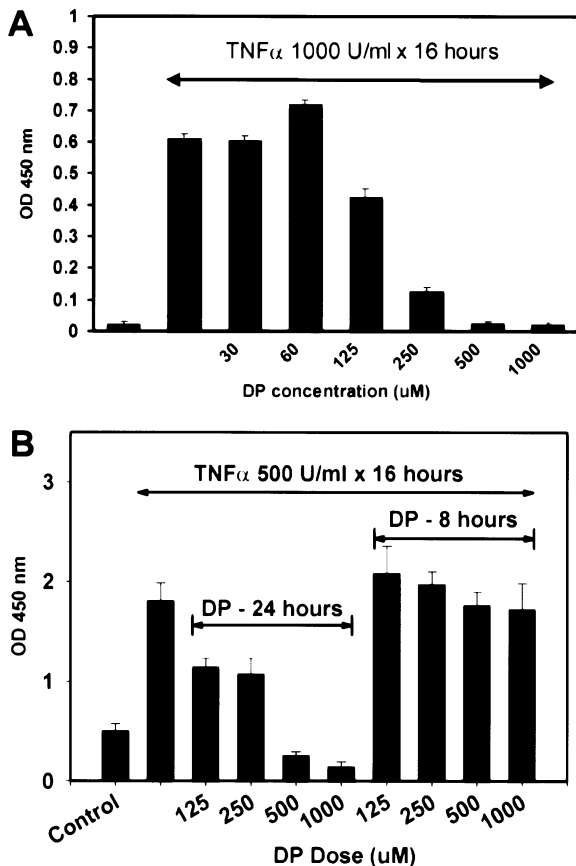 A
TNFα 1000 U/ml x 16 hours
1
0.9
0.8
0.7
0.6
0.5
0.4
0.3
0.2
0.1
0
OD 450 nm
30 60 125 250 500 1000
DP concentration (uM)
B
TNFα 500 U/ml x 16 hours
DP - 8 hours
DP - 24 hours
3
2
1
0
OD 450 nm
Control 125 250 500 1000 125 250 500 1000
DP Dose (uM)